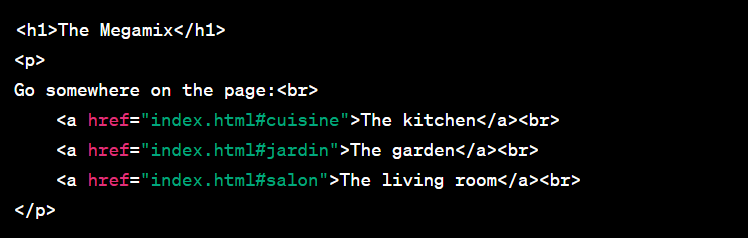 <h1>The Megamix</h1>
<p>
Go somewhere on the page:<br>
<a href="index.html#cuisine">The kitchen</a><br>
<a href="index.html#jardin">The garden</a><br>
<a href="index.html#salon">The living room</a><br>
</p>